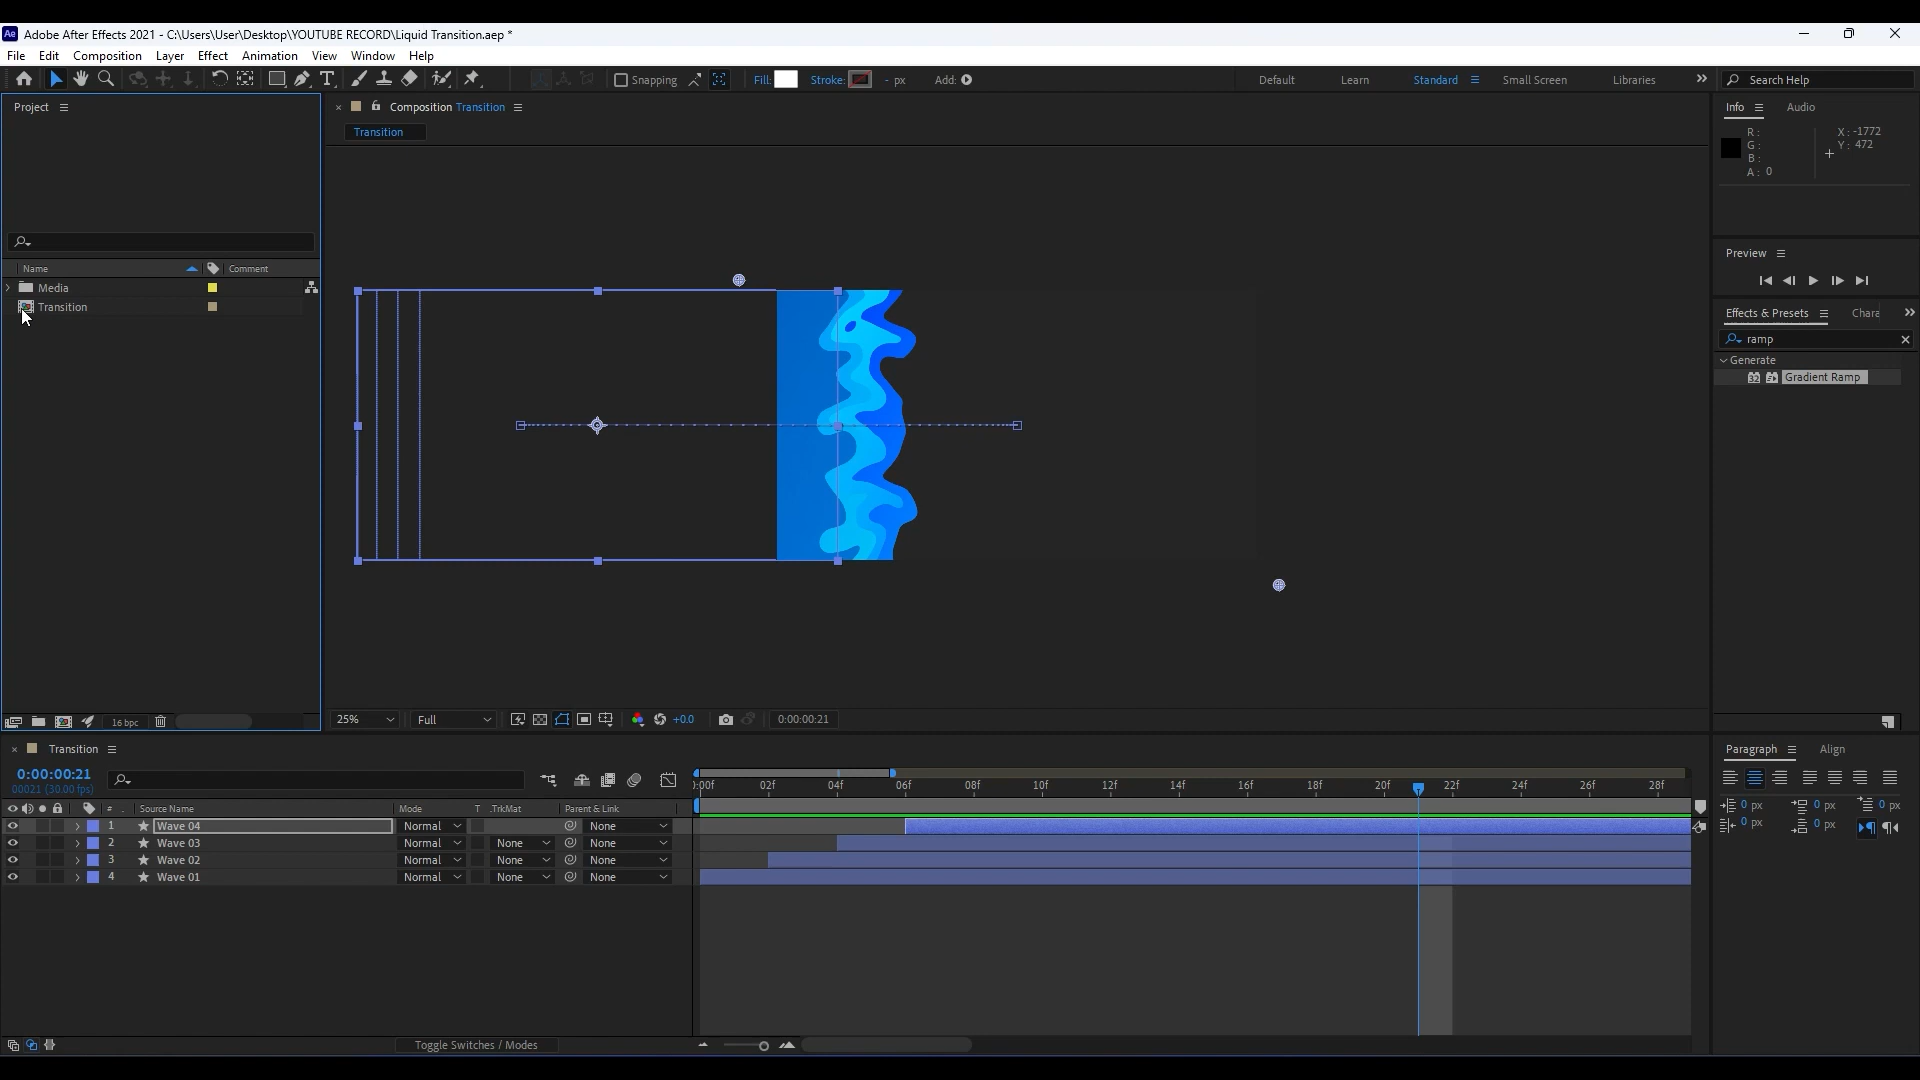 Ae Adobe After Effects 2021 - C:\Users\User\Desktop\YOUTUBE RECORD\Liquid Transition.aep *
File Edit Composition Layer Effect Animation View Window Help
Snapping Fill: Stroke: - px Add: Default Learn Standard Small Screen Libraries Search Help
Project
Composition Transition
Info Audio
Transition
R: X: -1772
G: Y: 472
B:
A: 0
Preview
Name Comment
Media
Transition
Effects & Presets Chara
ramp
Generate
32 Gradient Ramp
16 bpc
25% Full +0.0 0:00:00:21
Transition
Paragraph Align
0:00:00:21
00021 (30.00 fps)
):00f 02f 04f 06f 08f 10f 12f 14f 16f 18f 20f 22f 24f 26f 28f
0 px 0 px 0 px
0 px 0 px
# Source Name Mode T .TrkMat Parent & Link
1 Wave 04 Normal None
2 Wave 03 Normal None None
3 Wave 02 Normal None None
4 Wave 01 Normal None None
Toggle Switches / Modes